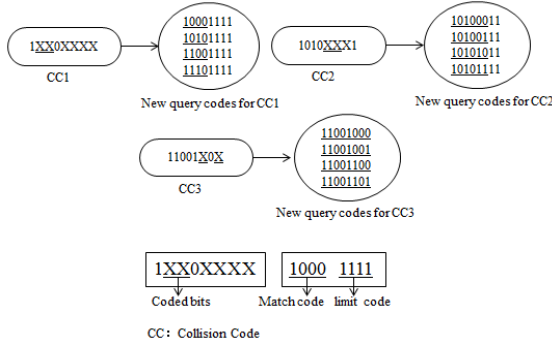 1XX0XXXX
CC1
10001111
10101111
11001111
11101111
New query codes for CC1
1010XXX1
CC2
10100011
10100111
10101011
10101111
New query codes for CC2
11001X0X
CC3
11001000
11001001
11001100
11001101
New query codes for CC3
1XX0XXXX
1000 1111
Coded bits
Match code limit code
CC: Collision Code